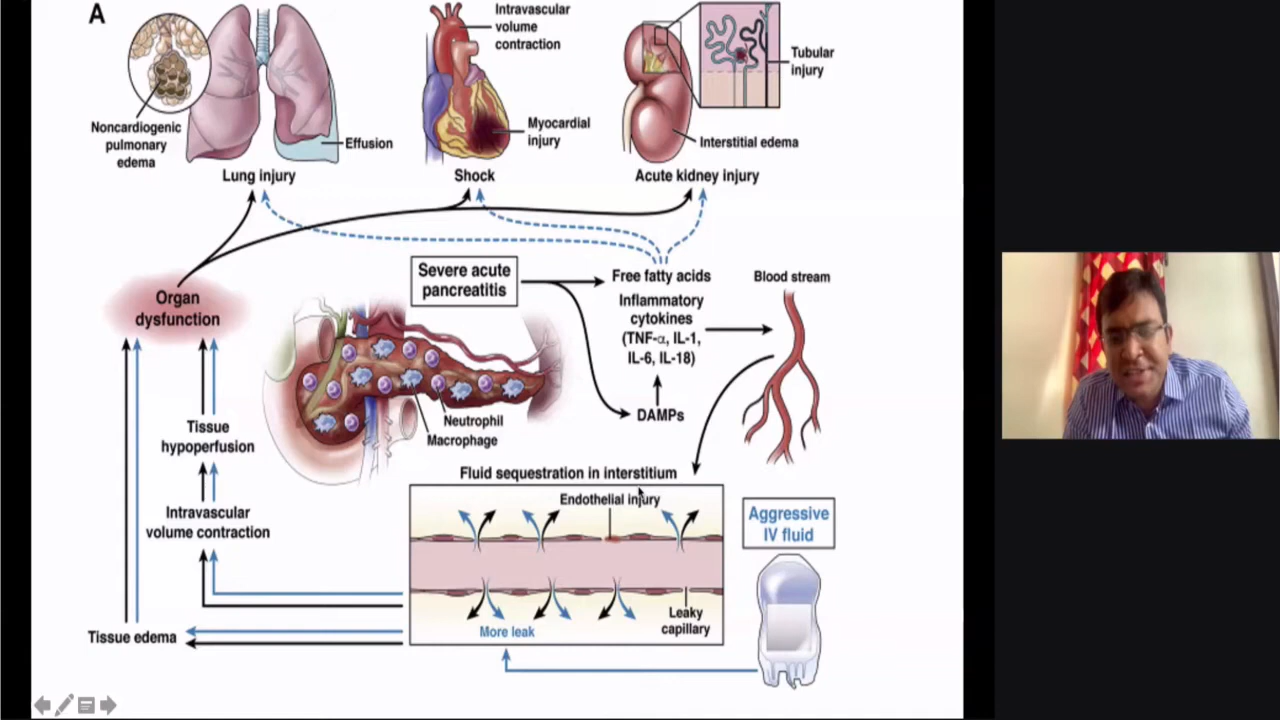 A
Noncardiogenic
pulmonary
edema
Effusion
Lung injury
Intravascular
volume
contraction
Myocardial
injury
Shock
Tubular
injury
Interstitial edema
Acute kidney injury
Organ
dysfunction
Severe acute
pancreatitis
Free fatty acids
Inflammatory
cytokines
(TNF-α, IL-1,
IL-6, IL-18)
DAMPs
Blood stream
Neutrophil
Macrophage
Tissue
hypoperfusion
Intravascular
volume contraction
Tissue edema
Fluid sequestration in interstitium
Endothelial injury
More leak
Leaky
capillary
Aggressive
IV fluid